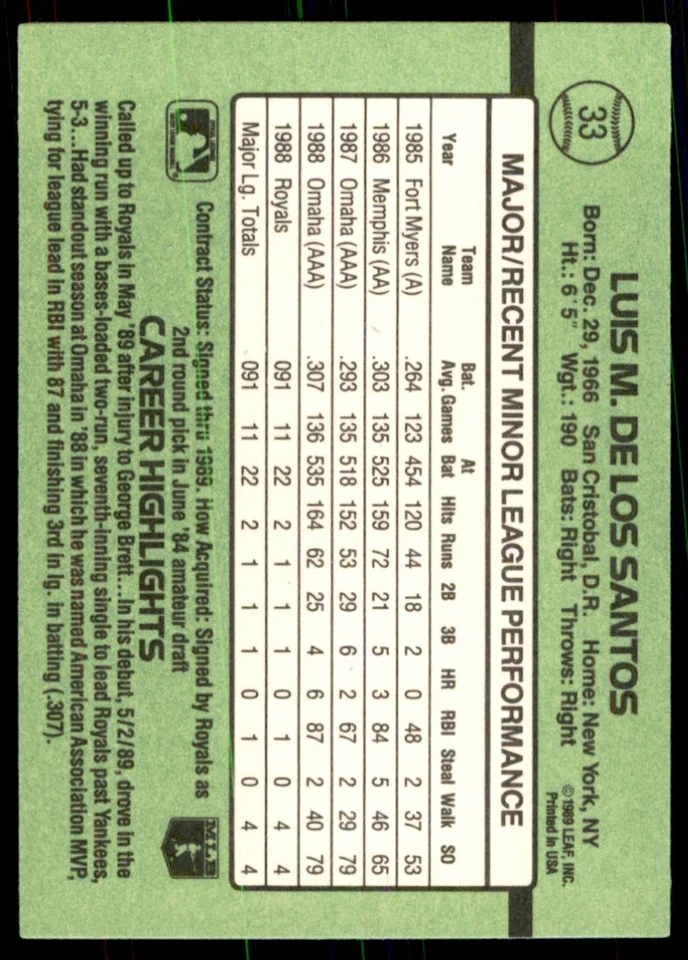 33
LUIS M. DE LOS SANTOS
Born: Dec. 29, 1966 San Cristobal, D.R. Home: New York, NY
Ht.: 6' 5" Wgt.: 190 Bats: Right Throws: Right
©1989 LEAF, INC.
Printed in USA
MAJOR/RECENT MINOR LEAGUE PERFORMANCE
Year Team Name Bat. Avg. Games At Bat Hits Runs 2B 3B HR RBI Steal Walk SO
1985 Fort Myers (A) .264 123 454 120 44 18 2 0 48 2 37 53
1986 Memphis (AA) .303 135 525 159 72 21 5 3 84 5 46 65
1987 Omaha (AAA) .293 135 518 152 53 29 6 2 67 2 29 79
1988 Omaha (AAA) .307 136 535 164 62 25 4 6 87 2 40 79
1988 Royals 091 11 22 2 1 1 1 0 1 0 4 4
Major Lg. Totals 091 11 22 2 1 1 1 0 1 0 4 4
Contract Status: Signed thru 1989. How Acquired: Signed by Royals as
2nd round pick in June '84 amateur draft
MLB
CAREER HIGHLIGHTS
Called up to Royals in May '89 after injury to George Brett...In his debut, 5/2/89, drove in the
winning run with a bases-loaded two-run, seventh-inning single to lead Royals past Yankees,
5-3...Had standout season at Omaha in '88 in which he was named American Association MVP,
tying for league lead in RBI with 87 and finishing 3rd in lg. in batting (.307).